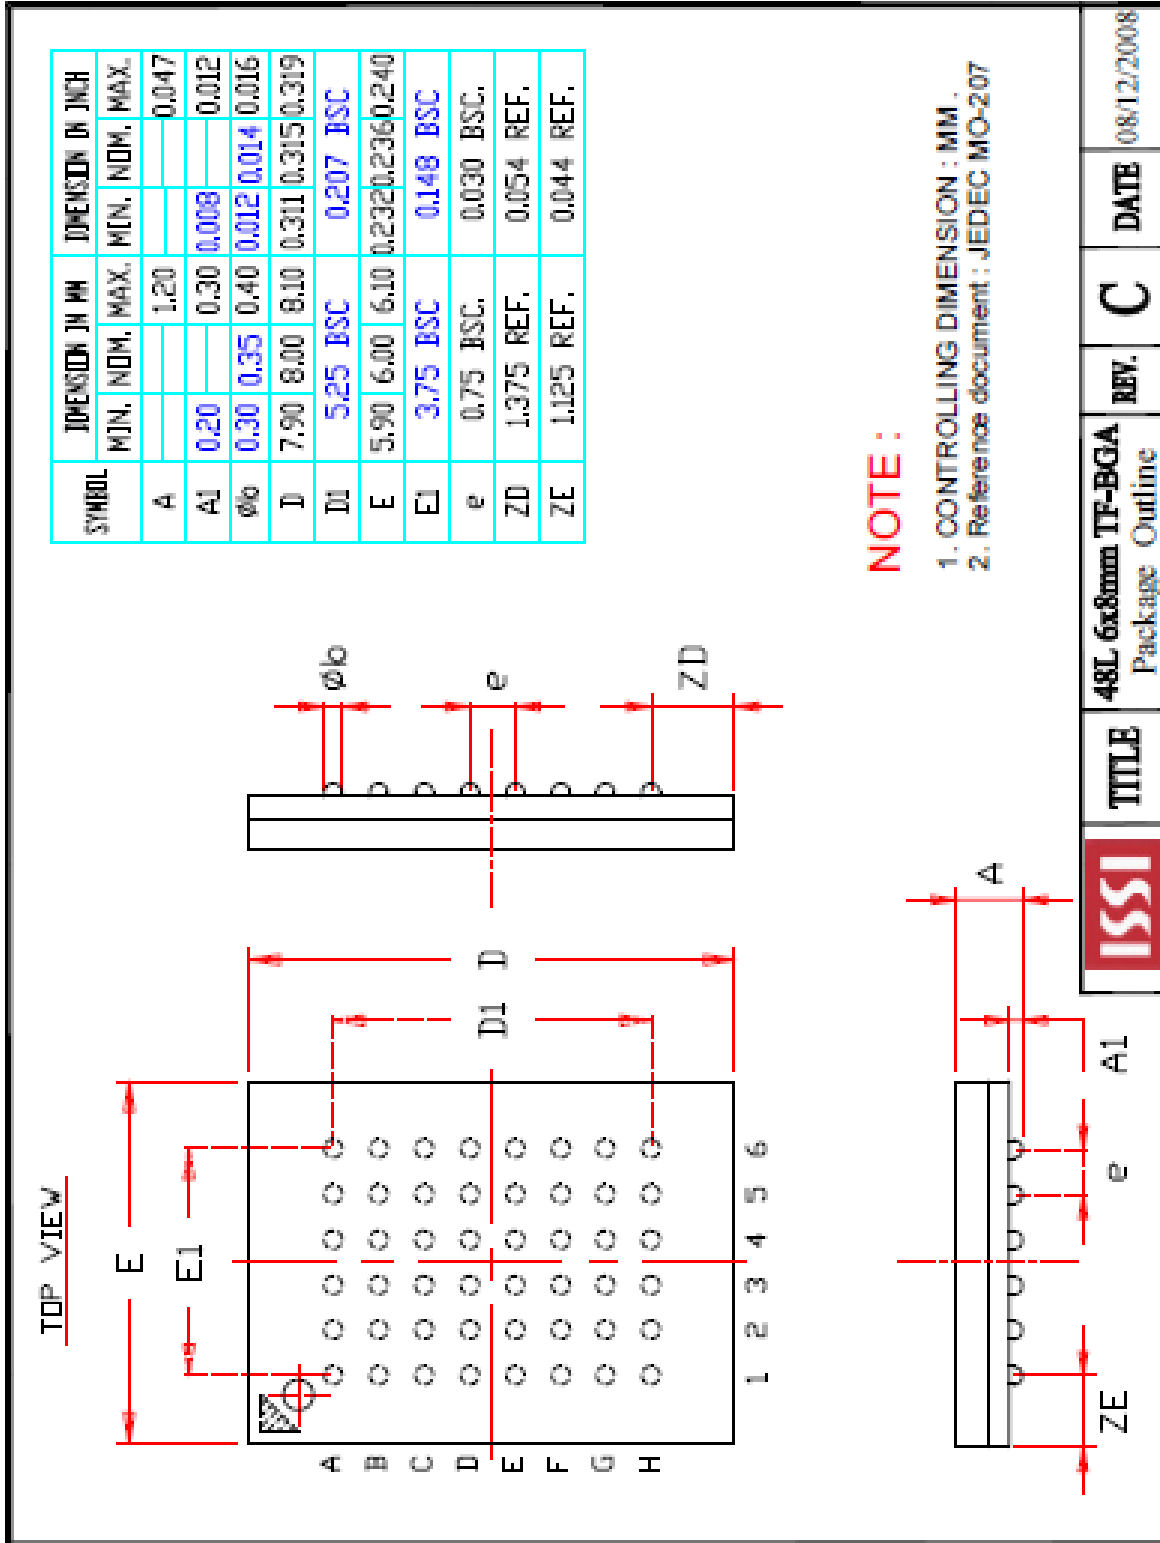 TOP VIEW
E
E1
A
B
C
D
E
F
G
H
1 2 3 4 5 6
D
D1
Øb
e
ZD
ZE
e
A1
A
SYMBOL DIMENSION IN MM DIMENSION IN INCH
MIN. NOM. MAX. MIN. NOM. MAX.
A 1.20 0.047
A1 0.20 0.30 0.008 0.012
Øb 0.30 0.35 0.40 0.012 0.014 0.016
D 7.90 8.00 8.10 0.311 0.315 0.319
D1 5.25 BSC 0.207 BSC
E 5.90 6.00 6.10 0.232 0.236 0.240
E1 3.75 BSC 0.148 BSC
e 0.75 BSC. 0.030 BSC.
ZD 1.375 REF. 0.054 REF.
ZE 1.125 REF. 0.044 REF.
NOTE :
1. CONTROLLING DIMENSION : MM .
2. Reference document : JEDEC MO-207
ISSI
TITLE
48L 6x8mm TF-BGA
Package Outline
REV.
C
DATE
08/12/2008